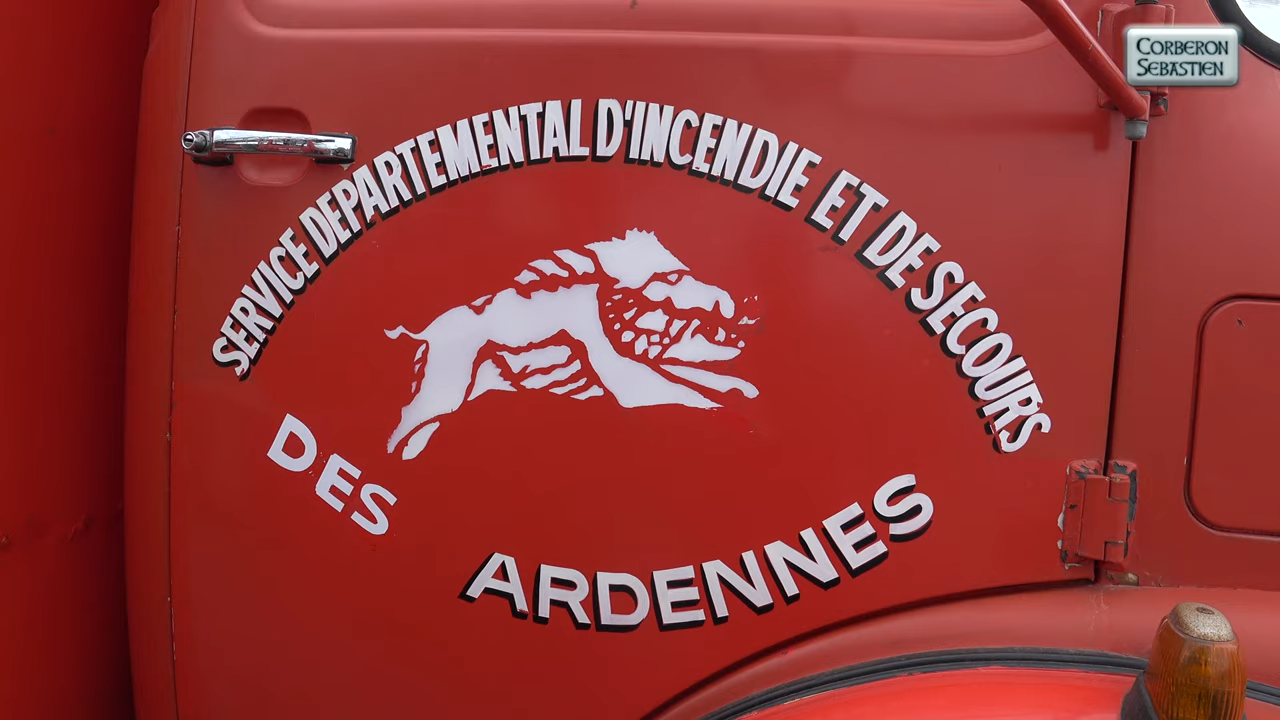 CORBERON
SEBASTIEN
SERVICE DEPARTEMENTAL D'INCENDIE ET DE SECOURS
DES ARDENNES